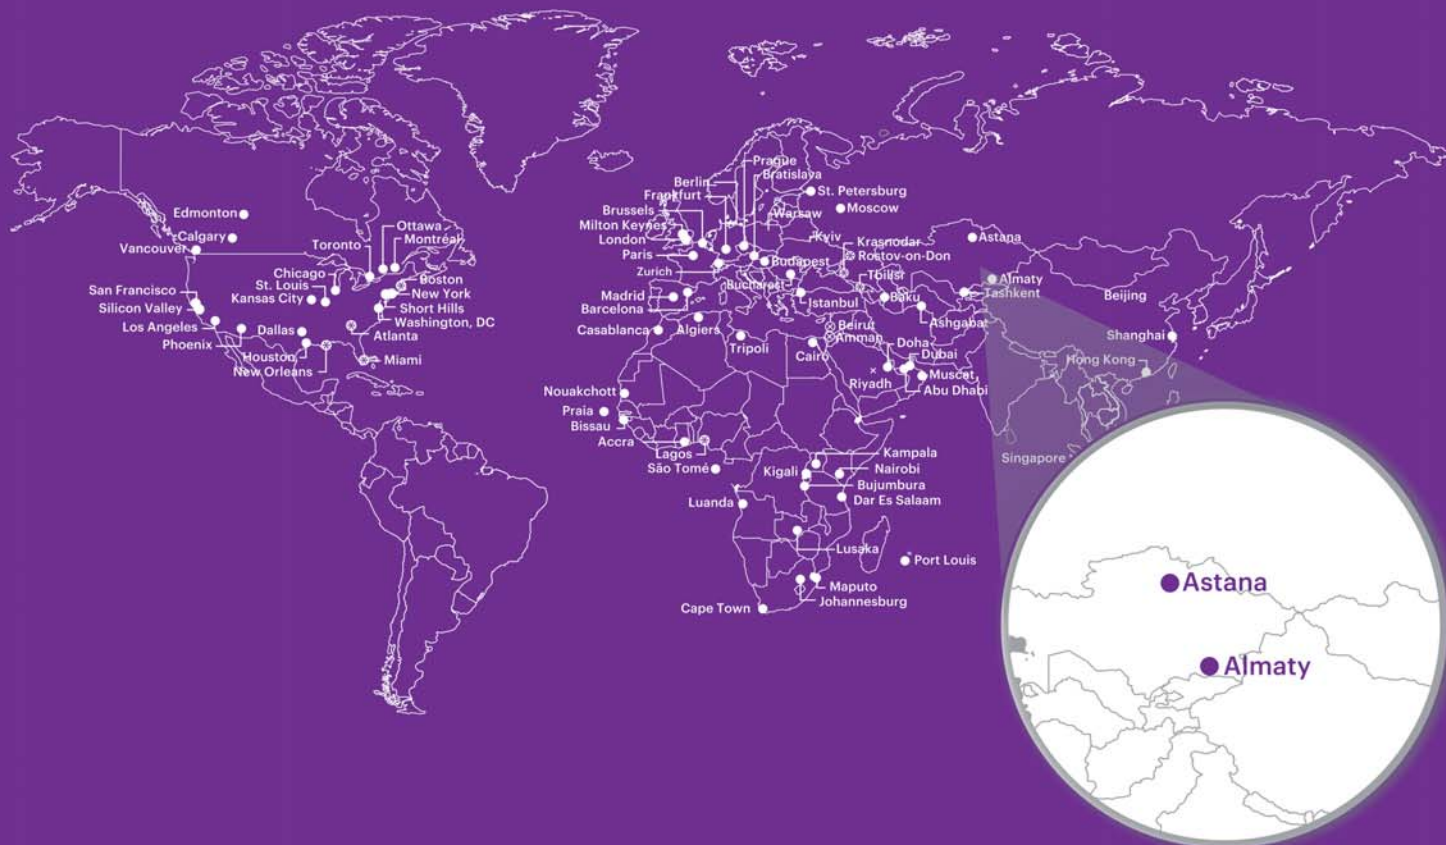 Edmonton
Calgary
Vancouver
Toronto
Ottawa
Montréal
Chicago
St. Louis
Kansas City
Boston
New York
Short Hills
Washington, DC
San Francisco
Silicon Valley
Los Angeles
Phoenix
Dallas
Houston
New Orleans
Atlanta
Miami
Prague
Bratislava
Berlin
Frankfurt
Brussels
Milton Keynes
London
Paris
Zurich
Madrid
Barcelona
Casablanca
Algiers
St. Petersburg
Moscow
Warsaw
Kyiv
Krasnodar
Rostov-on-Don
Budapest
Bucharest
Tbilisi
Istanbul
Baku
Ashgabat
Astana
Almaty
Tashkent
Beijing
Shanghai
Hong Kong
Singapore
Tripoli
Cairo
Beirut
Amman
Doha
Dubai
Riyadh
Muscat
Abu Dhabi
Nouakchott
Praia
Bissau
Accra
Lagos
São Tomé
Luanda
Kampala
Kigali
Nairobi
Bujumbura
Dar Es Salaam
Lusaka
Port Louis
Maputo
Johannesburg
Cape Town
Astana
Almaty